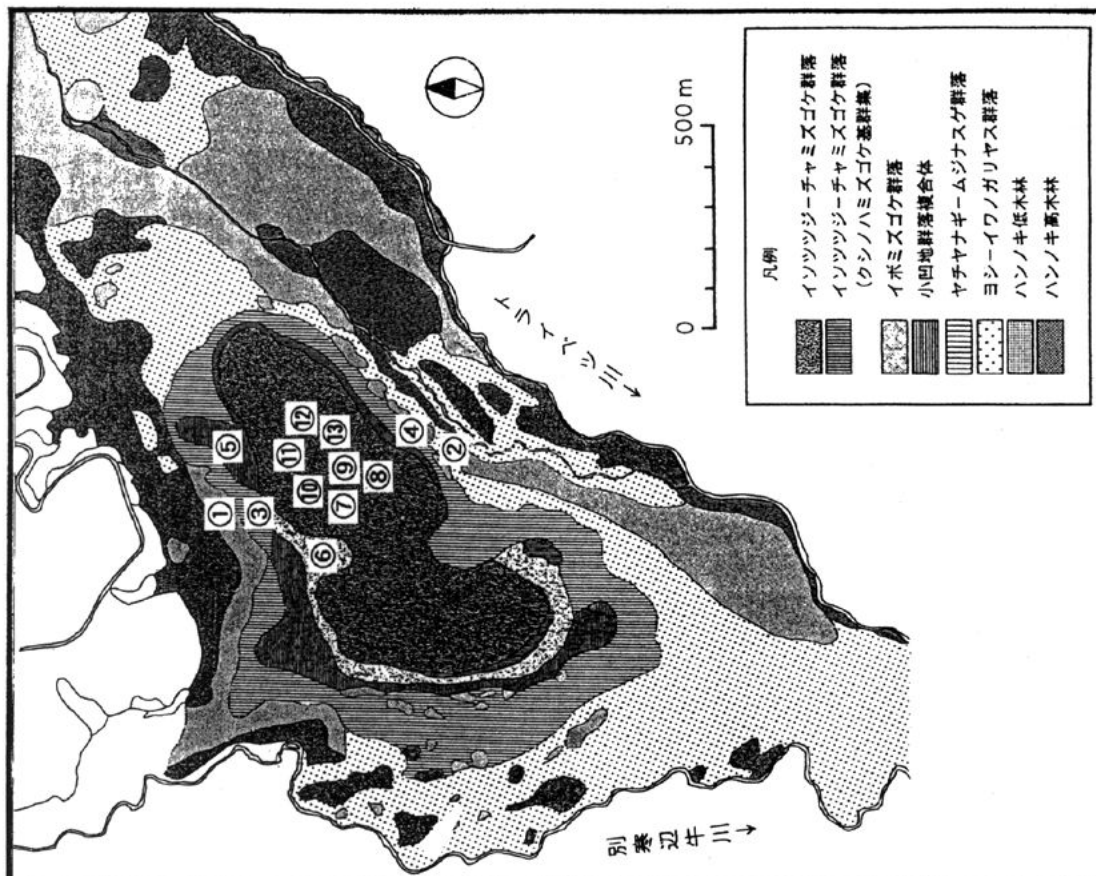 ⑤
①
③
⑫
⑪
⑬
⑩
⑨
⑦
⑧
⑥
④
②
トライベツ川→
別寒辺牛川→
0 500 m
凡例
イソツツジーチャミズゴケ群落
イソツツジーチャミズゴケ群落
(クシノハミズゴケ基群集)
イボミズゴケ群落
小凹地群落複合体
ヤチヤナギームジナスゲ群落
ヨシーイワノガリヤス群落
ハンノキ低木林
ハンノキ高木林